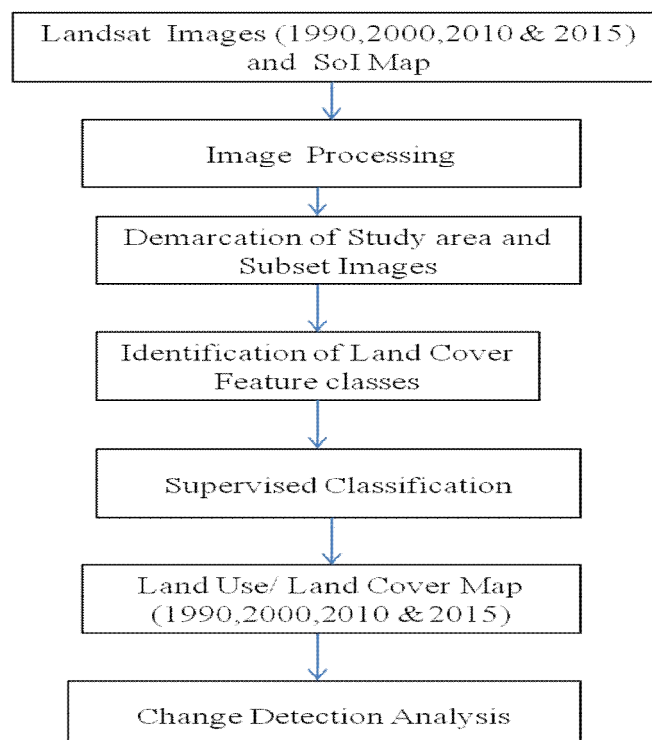 Landsat Images (1990,2000,2010 & 2015)
and SoI Map
Image Processing
Demarcation of Study area and
Subset Images
Identification of Land Cover
Feature classes
Supervised Classification
Land Use/ Land Cover Map
(1990,2000,2010 & 2015)
Change Detection Analysis